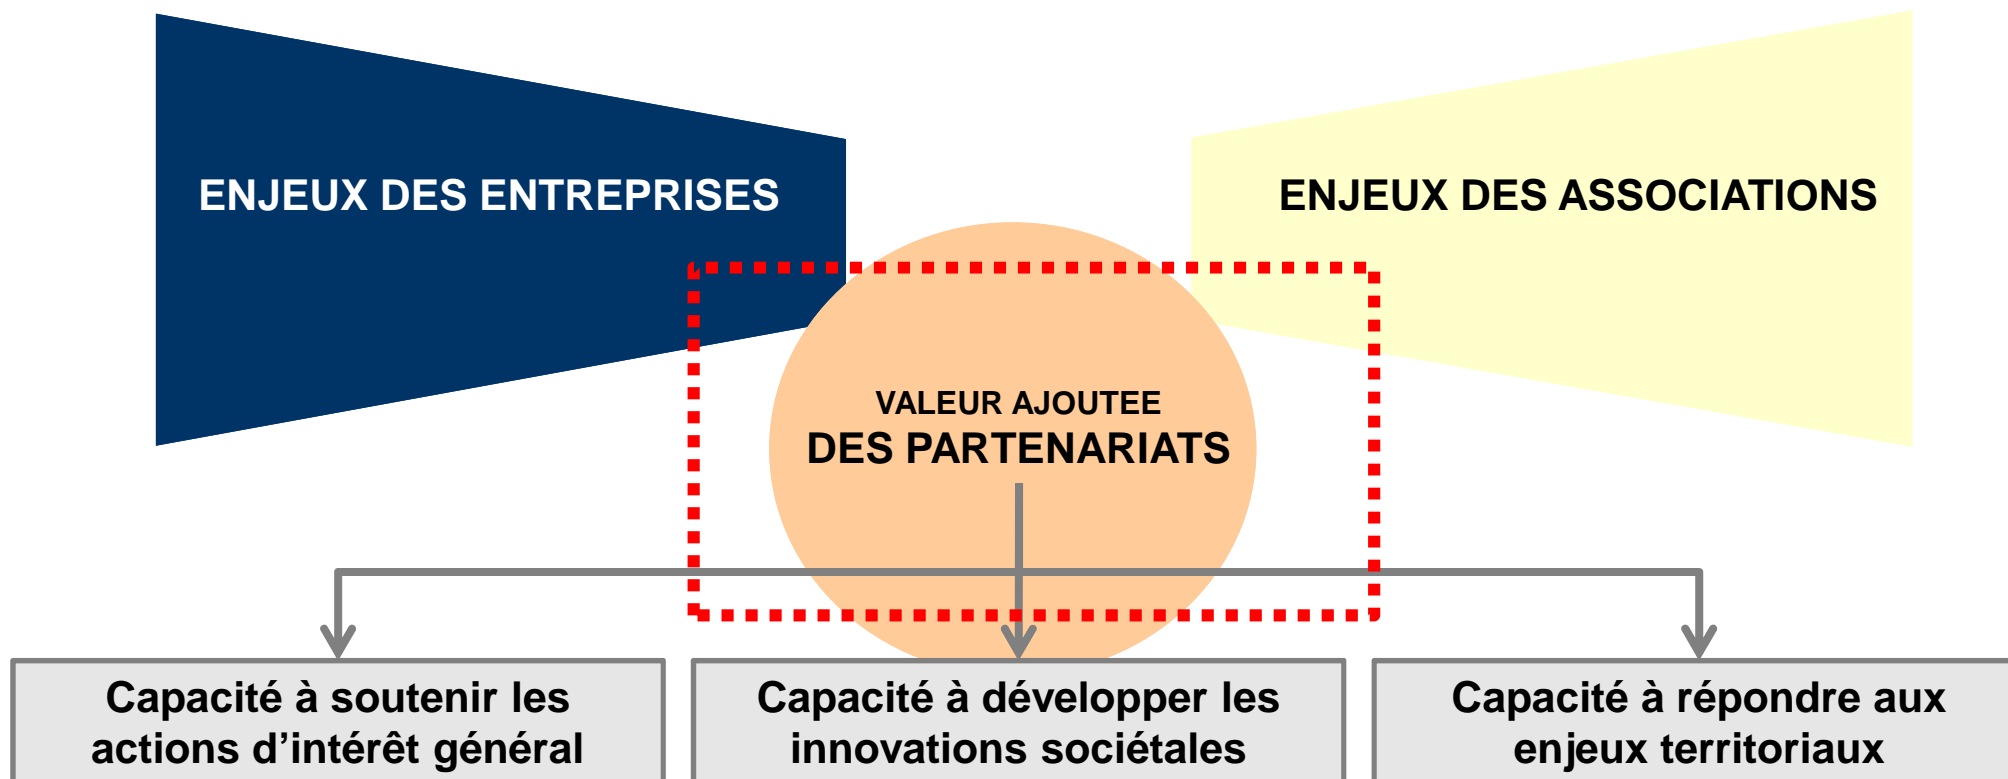 ENJEUX DES ENTREPRISES
ENJEUX DES ASSOCIATIONS
VALEUR AJOUTEE
DES PARTENARIATS
Capacité à soutenir les
actions d’intérêt général
Capacité à développer les
innovations sociétales
Capacité à répondre aux
enjeux territoriaux